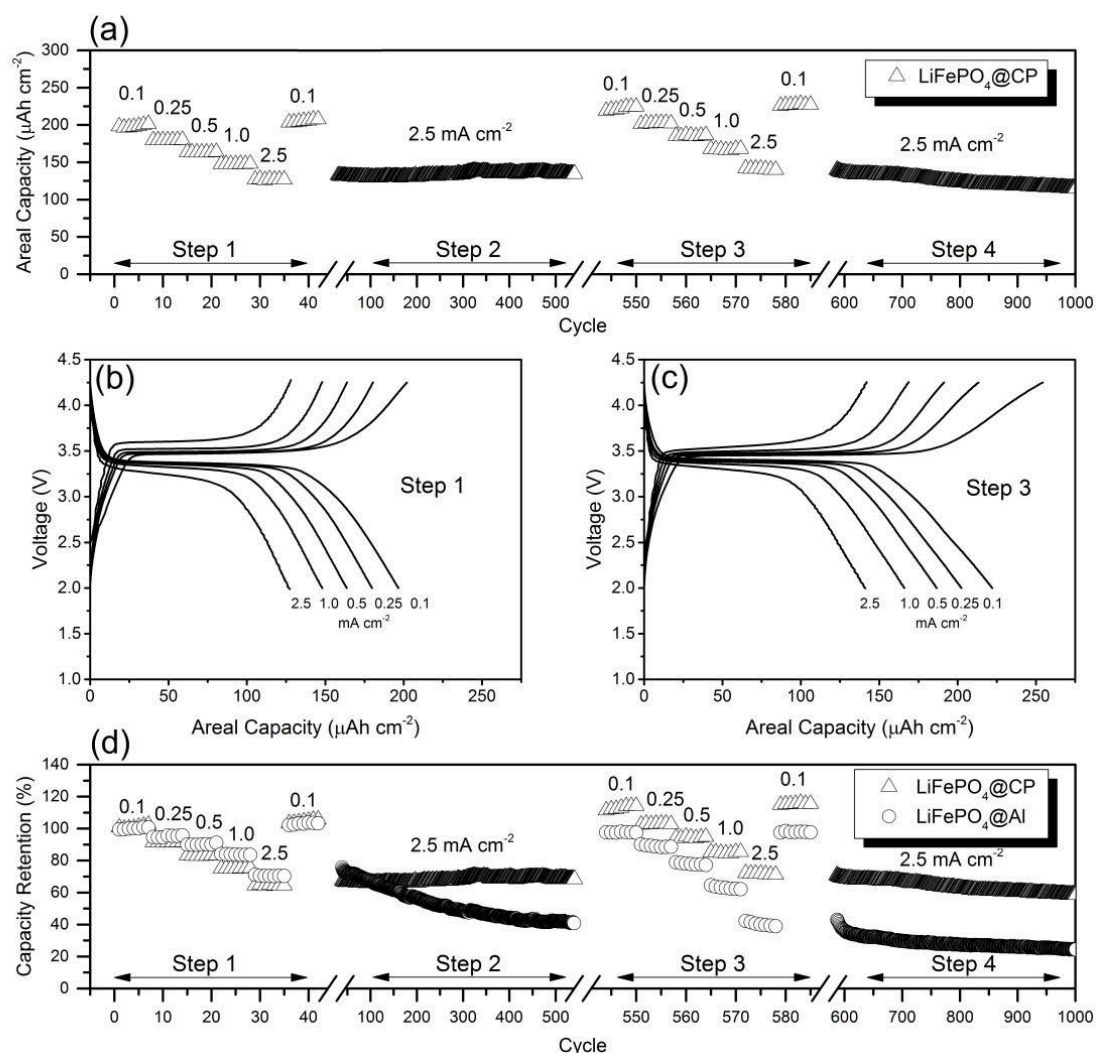 (a)
300
250
200
150
100
50
0
Areal Capacity (μAh cm⁻²)
0.1
0.25
0.5
1.0
2.5
0.1
2.5 mA cm⁻²
0.1
0.25
0.5
1.0
2.5
0.1
2.5 mA cm⁻²
LiFePO₄@CP
Step 1
Step 2
Step 3
Step 4
0 10 20 30 40 100 200 300 400 500 550 560 570 580 600 700 800 900 1000
Cycle
(b)
4.5
4.0
3.5
3.0
2.5
2.0
1.5
1.0
Voltage (V)
Step 1
2.5 1.0 0.5 0.25 0.1
mA cm⁻²
0 50 100 150 200 250
Areal Capacity (μAh cm⁻²)
(c)
4.5
4.0
3.5
3.0
2.5
2.0
1.5
1.0
Voltage (V)
Step 3
2.5 1.0 0.5 0.25 0.1
mA cm⁻²
0 50 100 150 200 250
Areal Capacity (μAh cm⁻²)
(d)
140
120
100
80
60
40
20
0
Capacity Retention (%)
0.1
0.25
0.5
1.0
2.5
0.1
2.5 mA cm⁻²
0.1
0.25
0.5
1.0
2.5
0.1
2.5 mA cm⁻²
LiFePO₄@CP
LiFePO₄@Al
Step 1
Step 2
Step 3
Step 4
0 10 20 30 40 100 200 300 400 500 550 560 570 580 600 700 800 900 1000
Cycle